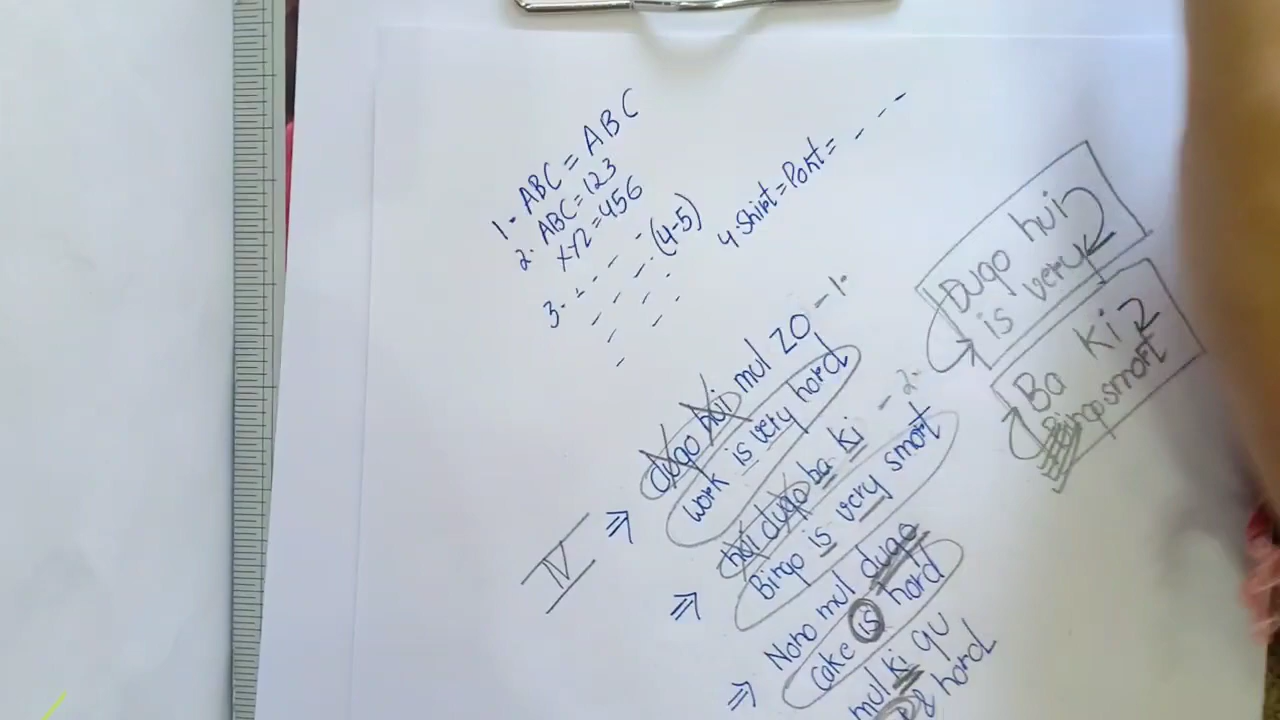 1. ABC = ABC
2. ABC = 123
XYZ = 456
3. - - - - (4-5)
4. Shirt = Pant = - - -
IV
⇒ dugo hui mul zo - 1.
work is very hard
hui dugo ba ki - 2.
⇒ Bingo is very smart
Noho mul dugo
⇒ Cake is hard
mul ki qu
& hard
Dugo hui
is very
Ba ki
Bingo smart